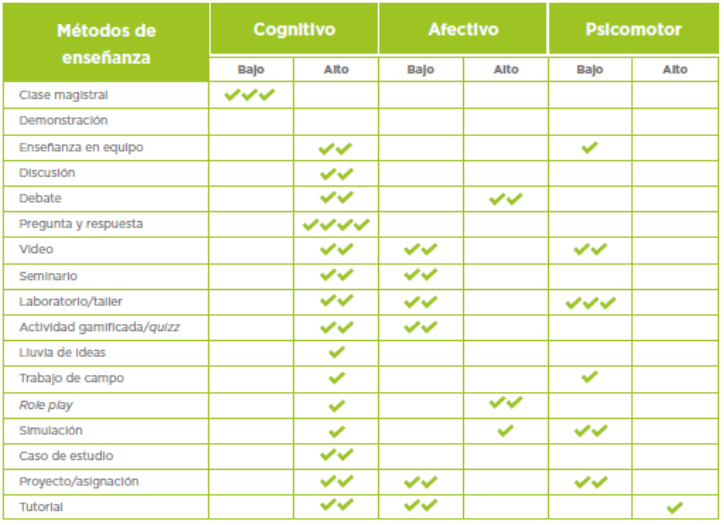 Métodos de enseñanza Cognitivo Afectivo Psicomotor
Bajo Alto Bajo Alto Bajo Alto
Clase magistral ✓✓✓
Demonstración
Enseñanza en equipo ✓✓ ✓
Discusión ✓✓
Debate ✓✓ ✓✓
Pregunta y respuesta ✓✓✓✓
Video ✓✓ ✓✓ ✓✓
Seminario ✓✓ ✓✓
Laboratorio/taller ✓✓ ✓✓ ✓✓✓
Actividad gamificada/quizz ✓✓ ✓✓
Lluvia de ideas ✓
Trabajo de campo ✓ ✓
Role play ✓ ✓✓
Simulación ✓ ✓ ✓✓
Caso de estudio ✓✓
Proyecto/asignación ✓✓ ✓✓ ✓✓
Tutorial ✓✓ ✓✓ ✓